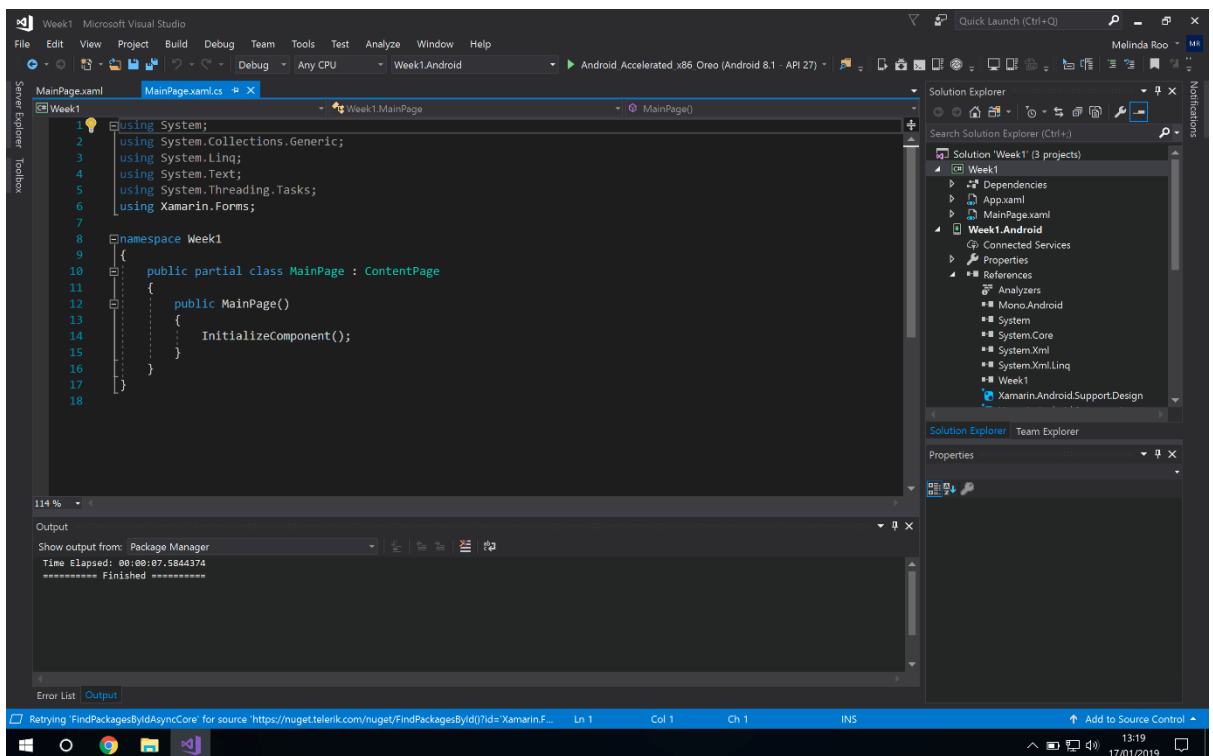 Week1 Microsoft Visual Studio
Quick Launch (Ctrl+Q)
File Edit View Project Build Debug Team Tools Test Analyze Window Help
Melinda Roo MR
Debug Any CPU Week1.Android Android_Accelerated_x86_Oreo (Android 8.1 - API 27)
Server Explorer
Toolbox
MainPage.xaml MainPage.xaml.cs
Week1 Week1.MainPage MainPage()
1 using System;
2 using System.Collections.Generic;
3 using System.Linq;
4 using System.Text;
5 using System.Threading.Tasks;
6 using Xamarin.Forms;
7
8 namespace Week1
9 {
10 public partial class MainPage : ContentPage
11 {
12 public MainPage()
13 {
14 InitializeComponent();
15 }
16 }
17 }
18
114 %
Output
Show output from: Package Manager
Time Elapsed: 00:00:07.5844374
========== Finished ==========
Error List Output
Solution Explorer
Search Solution Explorer (Ctrl+;)
Solution 'Week1' (3 projects)
C# Week1
Dependencies
App.xaml
MainPage.xaml
Week1.Android
Connected Services
Properties
References
Analyzers
Mono.Android
System
System.Core
System.Xml
System.Xml.Linq
Week1
Xamarin.Android.Support.Design
Solution Explorer Team Explorer
Properties
Notifications
Retrying 'FindPackagesByIdAsyncCore' for source 'https://nuget.telerik.com/nuget/FindPackagesById()?id='Xamarin.F... Ln 1 Col 1 Ch 1 INS Add to Source Control
13:19
17/01/2019